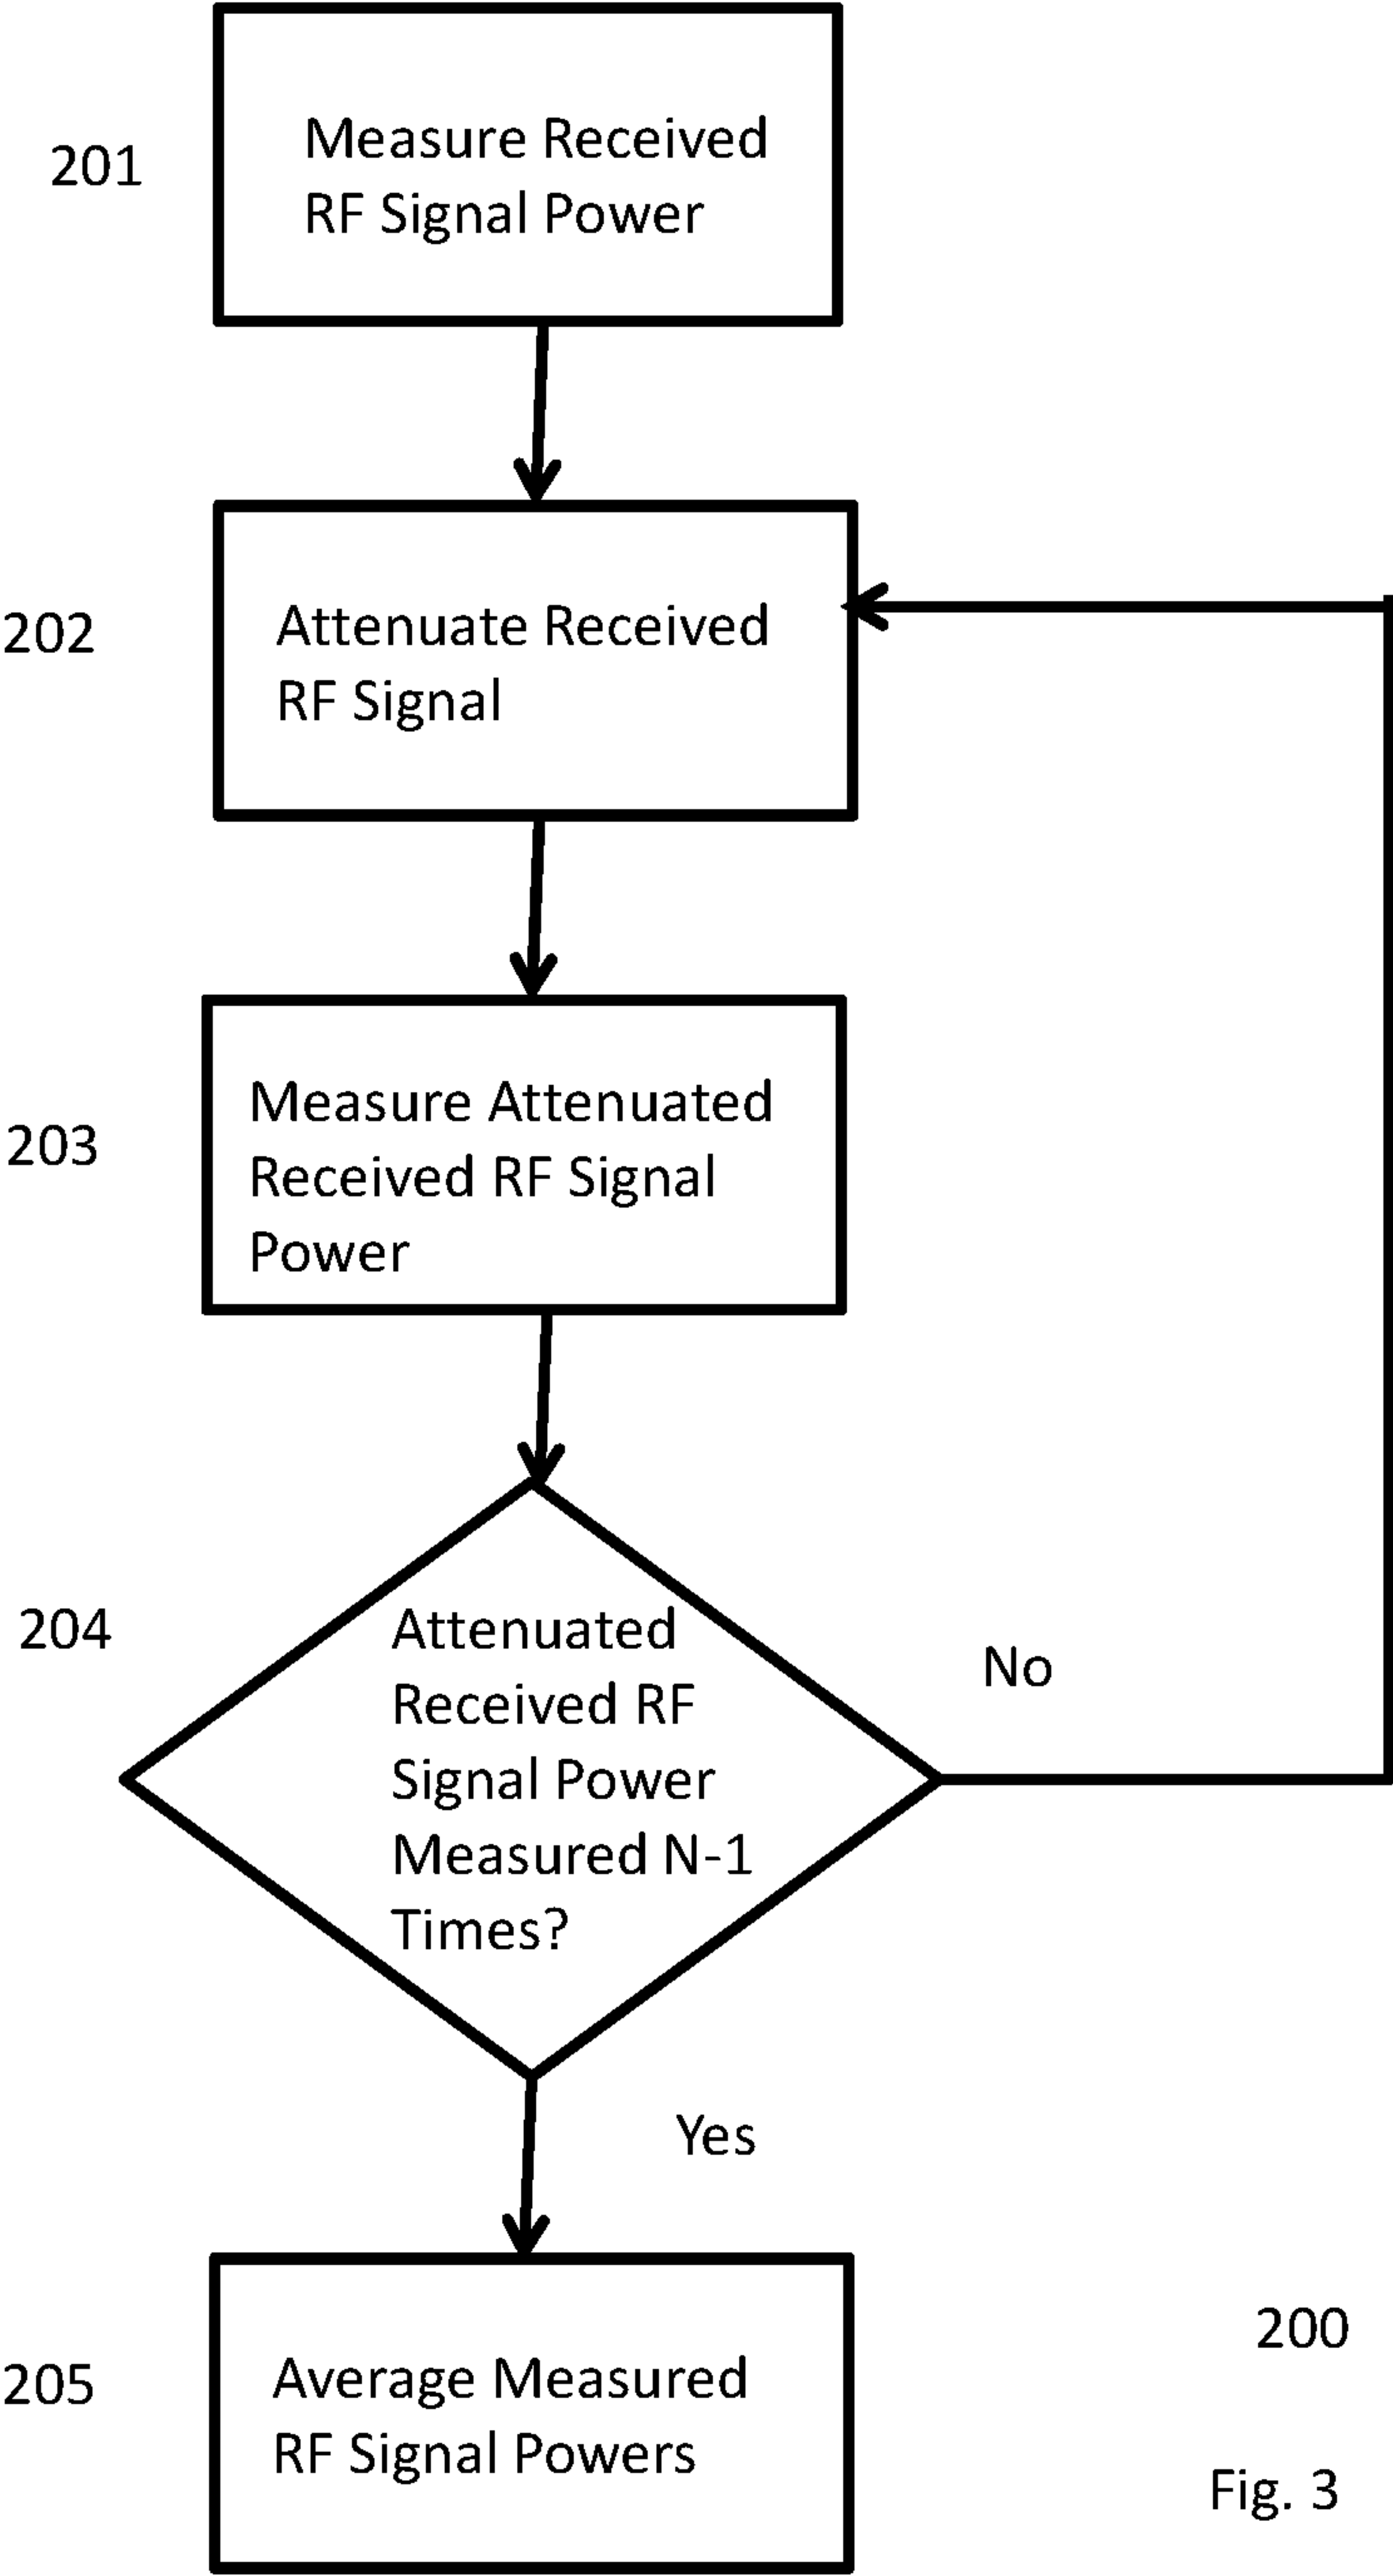 201
Measure Received
RF Signal Power
202
Attenuate Received
RF Signal
203
Measure Attenuated
Received RF Signal
Power
204
Attenuated
Received RF
Signal Power
Measured N-1
Times?
No
Yes
205
Average Measured
RF Signal Powers
200
Fig. 3